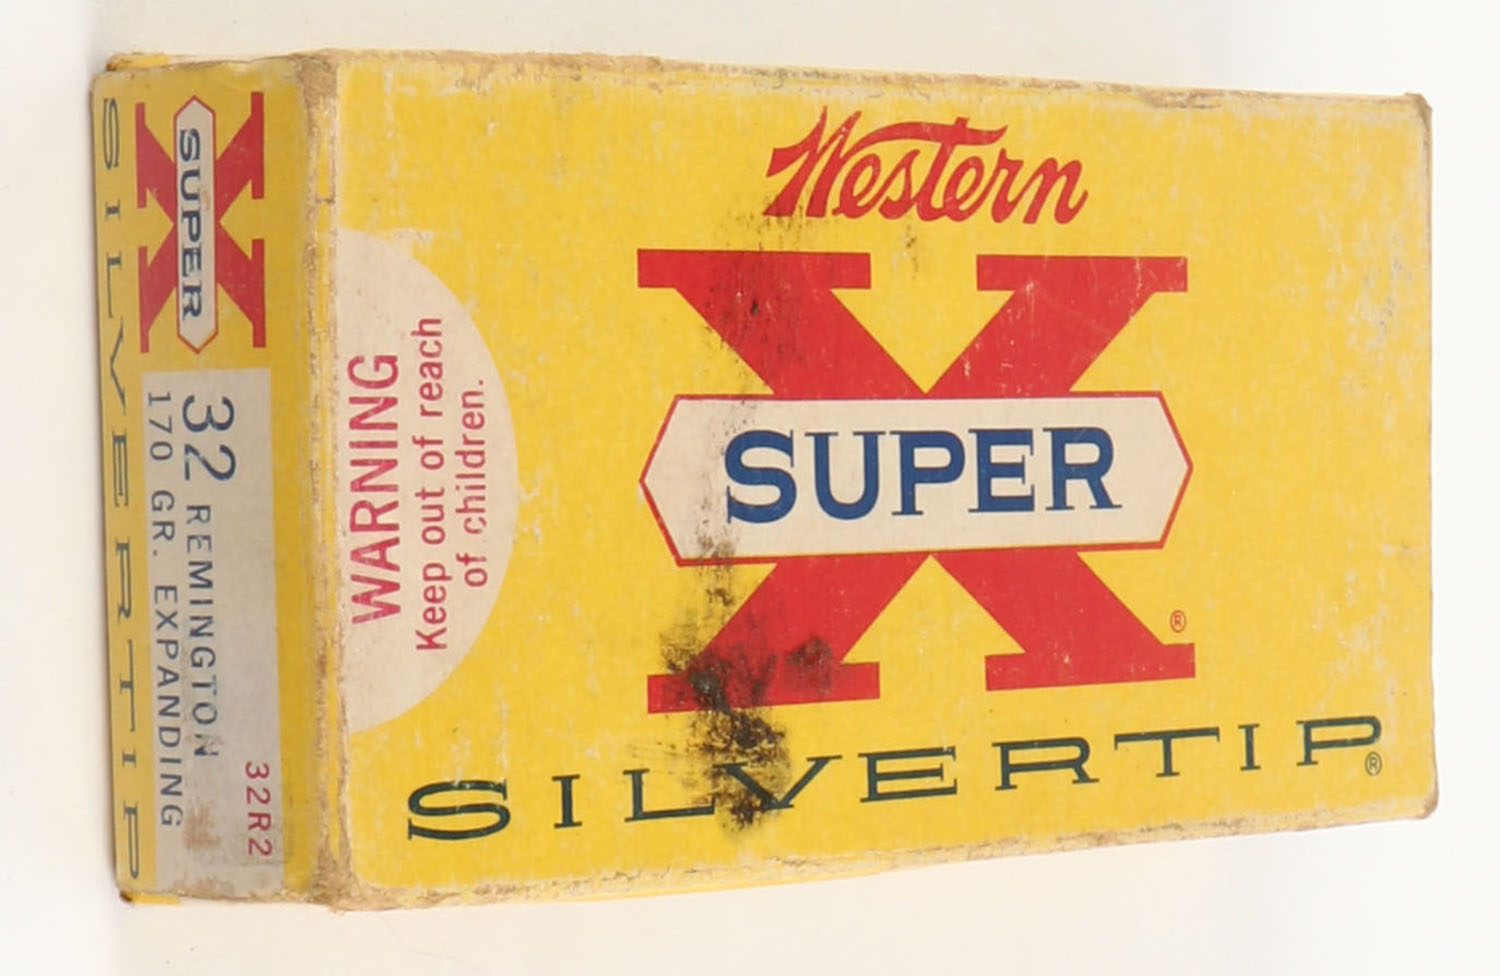 Western
SUPER X
®
SILVERTIP®
WARNING
Keep out of reach
of children.
SUPER X
32 REMINGTON
170 GR. EXPANDING
32R2
SILVERTIP